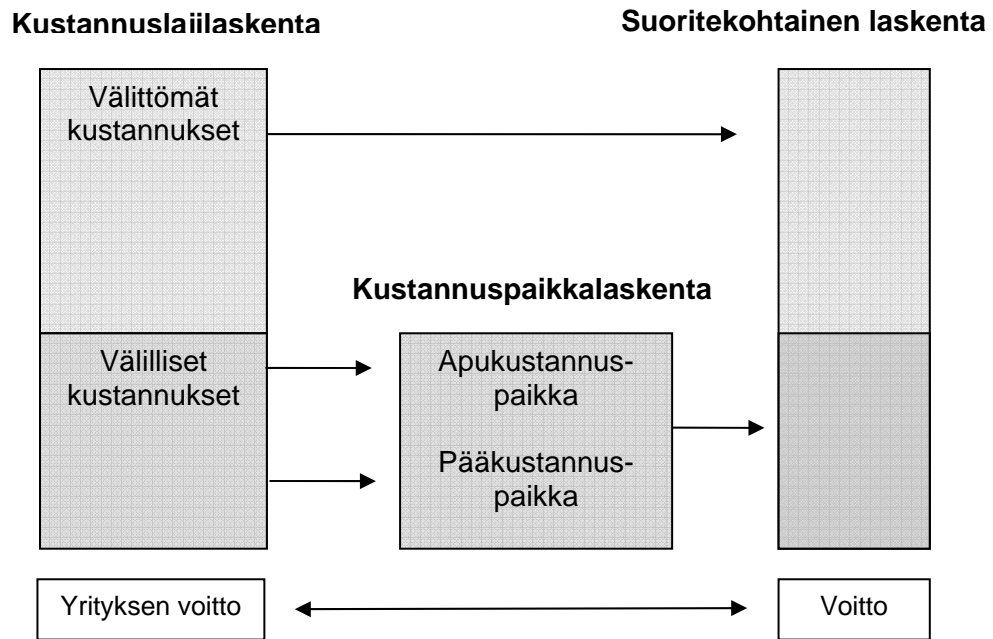 Kustannuslajilaskenta
Suoritekohtainen laskenta
Välittömät
kustannukset
Kustannuspaikkalaskenta
Välilliset
kustannukset
Apukustannus-
paikka
Pääkustannus-
paikka
Yrityksen voitto
Voitto